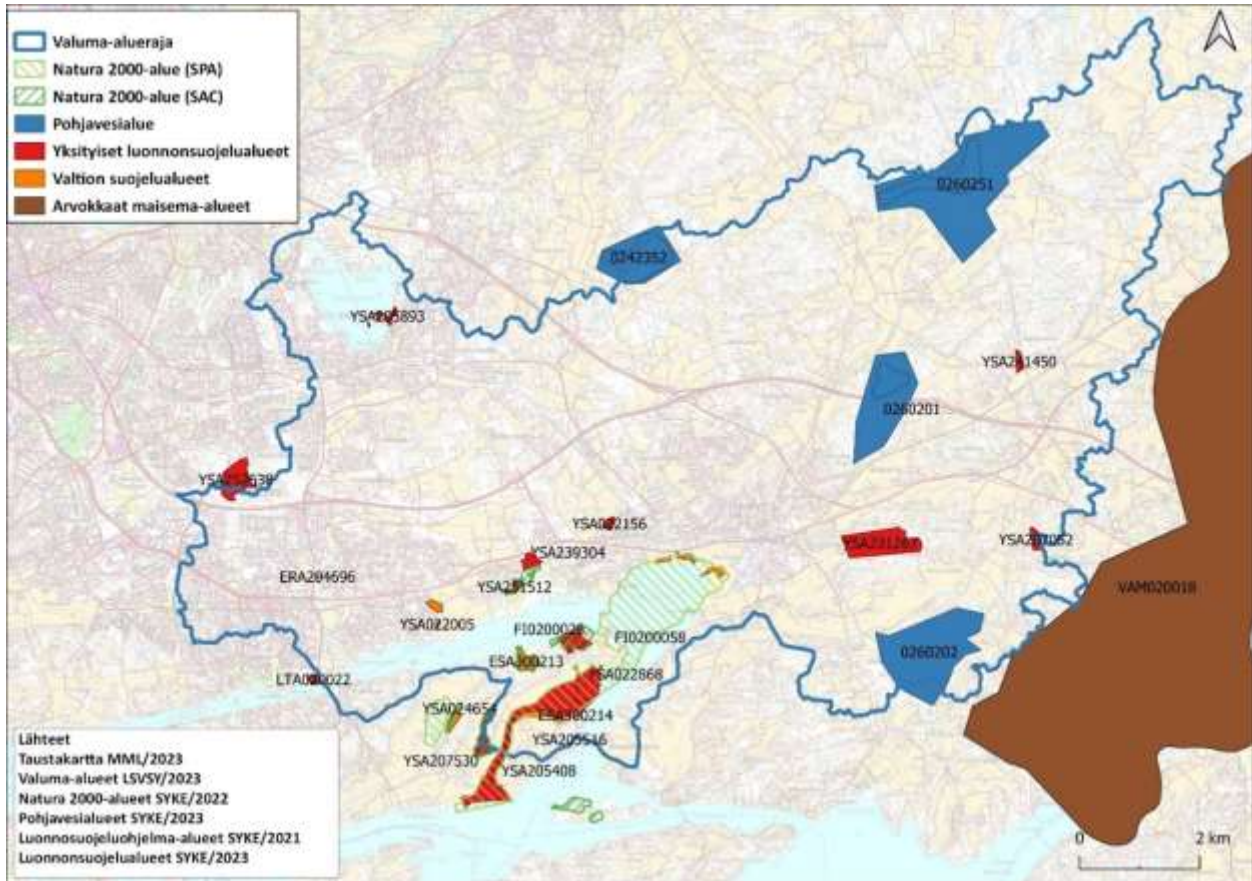 Valuma-alueraja
Natura 2000-alue (SPA)
Natura 2000-alue (SAC)
Pohjavesialue
Yksityiset luonnonsuojelualueet
Valtion suojelualueet
Arvokkaat maisema-alueet
0260251
0242352
YSA241450
0260201
YSA239304
YSA251512
ERA204696
YSA022005
VAM020018
FI0200058
0260202
ESA300213
YSA024654
ESA300214
YSA205516
YSA207530
YSA205408
Lähteet
Taustakartta MML/2023
Valuma-alueet LSVSY/2023
Natura 2000-alueet SYKE/2022
Pohjavesialueet SYKE/2023
Luonnosuojeluohjelma-alueet SYKE/2021
Luonnonsuojelualueet SYKE/2023
0 2 km